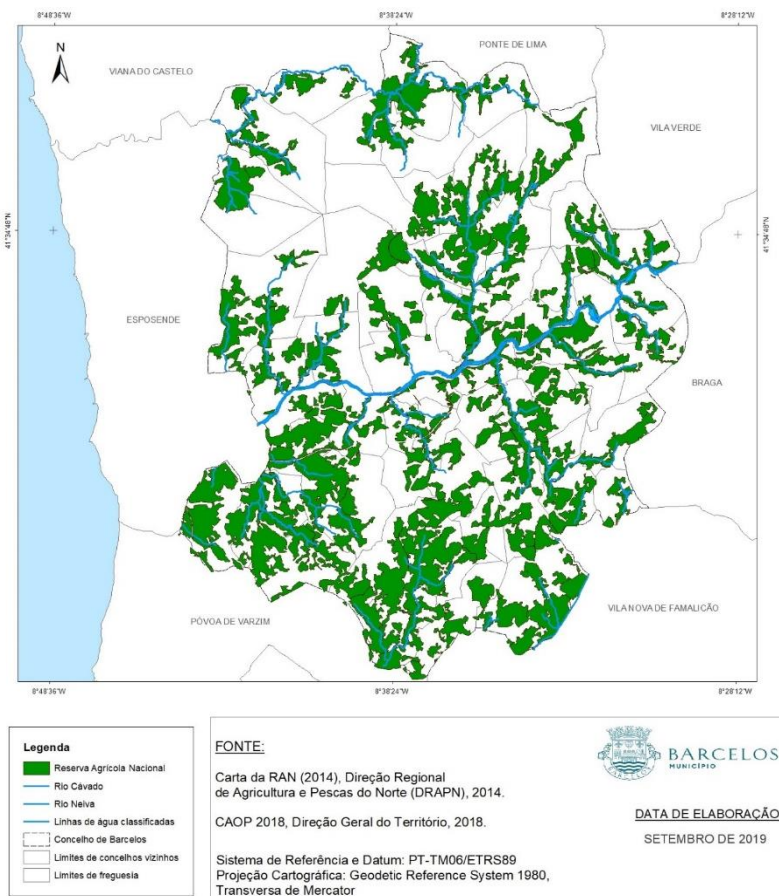 8°48'36"W
8°38'24"W
8°28'12"W
N
PONTE DE LIMA
VIANA DO CASTELO
VILA VERDE
41°34'48"N
41°34'48"N
ESPOSENDE
BRAGA
PÓVOA DE VARZIM
VILA NOVA DE FAMALICÃO
8°48'36"W
8°38'24"W
8°28'12"W
Legenda
Reserva Agrícola Nacional
Rio Cávado
Rio Neiva
Linhas de água classificadas
Concelho de Barcelos
Limites de concelhos vizinhos
Limites de freguesia
FONTE:
Carta da RAN (2014), Direção Regional
de Agricultura e Pescas do Norte (DRAPN), 2014.
CAOP 2018, Direção Geral do Território, 2018.
Sistema de Referência e Datum: PT-TM06/ETRS89
Projeção Cartográfica: Geodetic Reference System 1980,
Transversa de Mercator
BARCELOS
MUNICÍPIO
DATA DE ELABORAÇÃO
SETEMBRO DE 2019